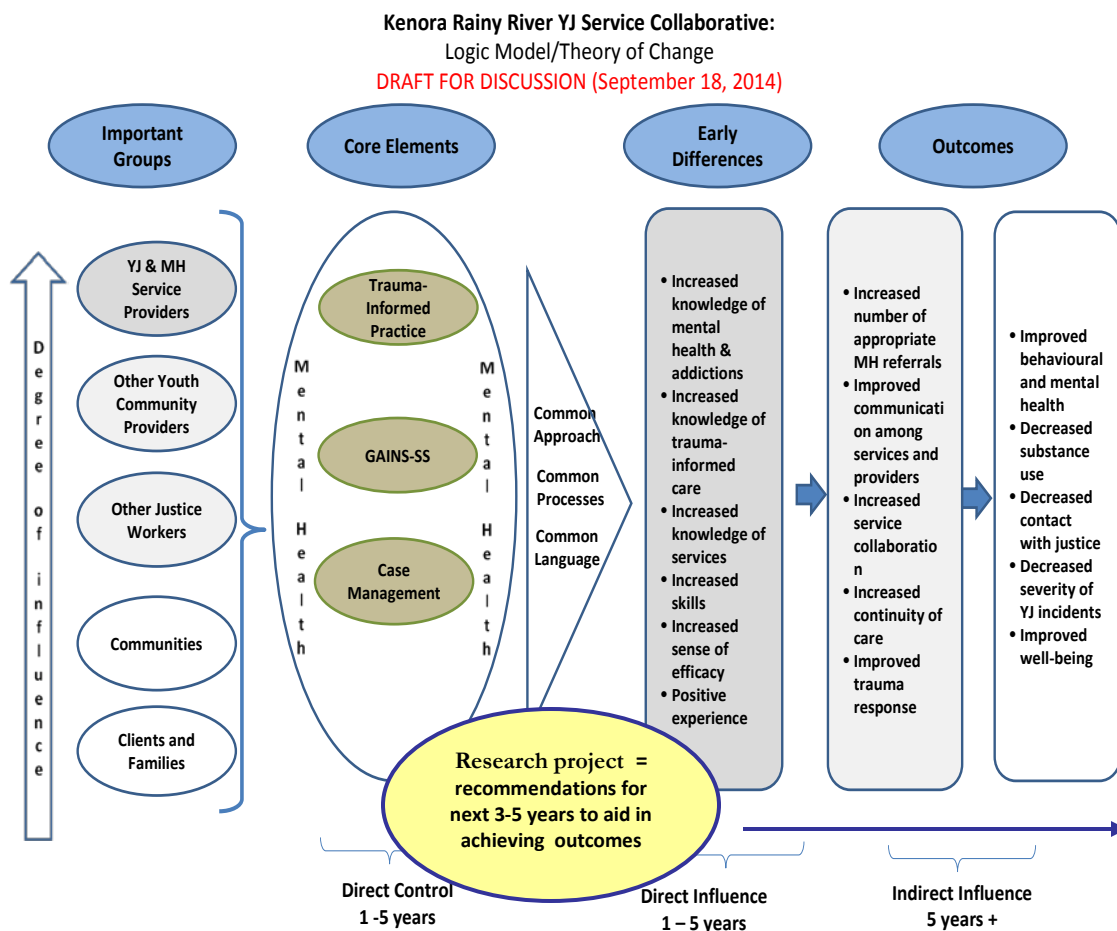 Kenora Rainy River YJ Service Collaborative:
Logic Model/Theory of Change
DRAFT FOR DISCUSSION (September 18, 2014)
Important
Groups
Core Elements
Early
Differences
Outcomes
Degree of influence
YJ & MH
Service
Providers
Other Youth
Community
Providers
Other Justice
Workers
Communities
Clients and
Families
Mental Health
Trauma-
Informed
Practice
GAINS-SS
Case
Management
Mental Health
Common
Approach
Common
Processes
Common
Language
• Increased
knowledge of
mental
health &
addictions
• Increased
knowledge of
trauma-
informed
care
• Increased
knowledge of
services
• Increased
skills
• Increased
sense of
efficacy
• Positive
experience
• Increased
number of
appropriate
MH referrals
• Improved
communicati
on among
services and
providers
• Increased
service
collaboratio
n
• Increased
continuity of
care
• Improved
trauma
response
• Improved
behavioural
and mental
health
• Decreased
substance
use
• Decreased
contact
with justice
• Decreased
severity of
YJ incidents
• Improved
well-being
Research project =
recommendations for
next 3-5 years to aid in
achieving outcomes
Direct Control
1 -5 years
Direct Influence
1 – 5 years
Indirect Influence
5 years +